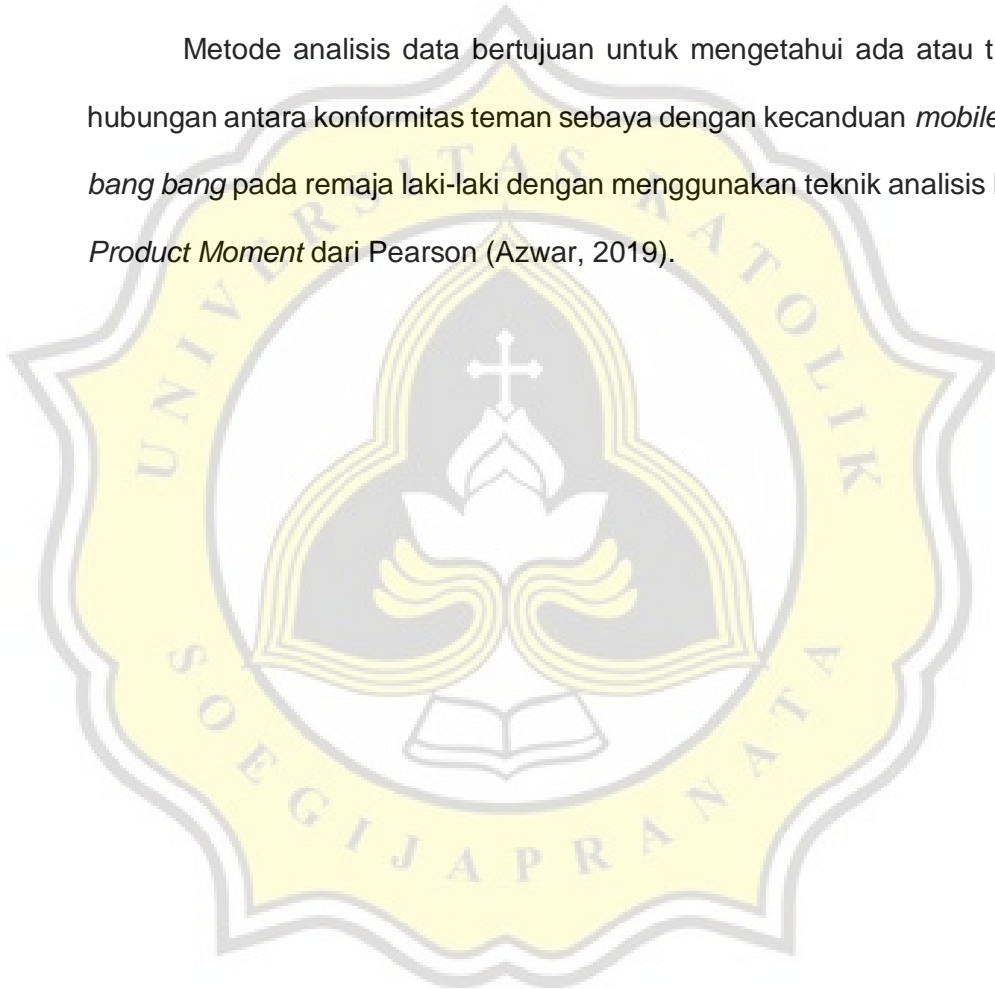 Metode analisis data bertujuan untuk mengetahui ada atau t
hubungan antara konformitas teman sebaya dengan kecanduan mobile
bang bang pada remaja laki-laki dengan menggunakan teknik analisis
Product Moment dari Pearson (Azwar, 2019).
UNIVERSITAS KATOLIK
SOEGIJAPRANATA